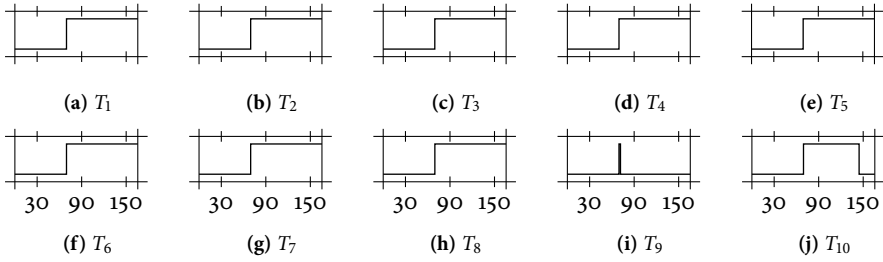 (a) T1 (b) T2 (c) T3 (d) T4 (e) T5
30 90 150 30 90 150 30 90 150 30 90 150 30 90 150
(f) T6 (g) T7 (h) T8 (i) T9 (j) T10